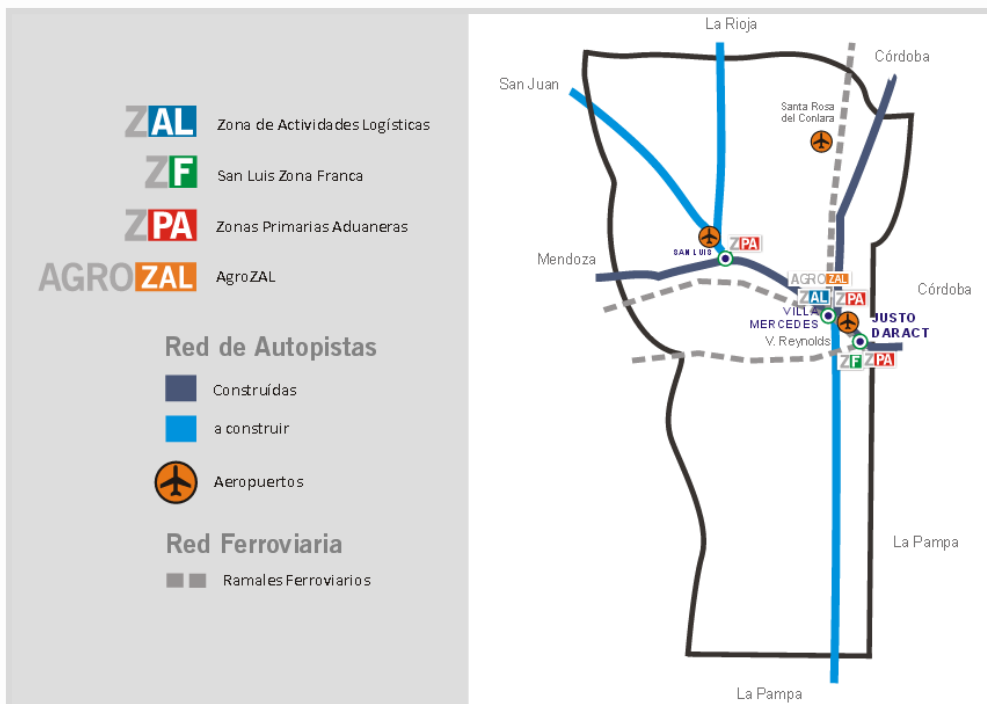 ZAL Zona de Actividades Logísticas
ZF San Luis Zona Franca
ZPA Zonas Primarias Aduaneras
AGROZAL AgroZAL
Red de Autopistas
Construídas
a construir
Aeropuertos
Red Ferroviaria
Ramales Ferroviarios
La Rioja
Córdoba
San Juan
Santa Rosa
del Conlara
ZPA
SAN LUIS
Mendoza
AGROZAL
Córdoba
ZAL ZPA
VILLA
MERCEDES
JUSTO
DARACT
V. Reynolds
ZF ZPA
La Pampa
La Pampa